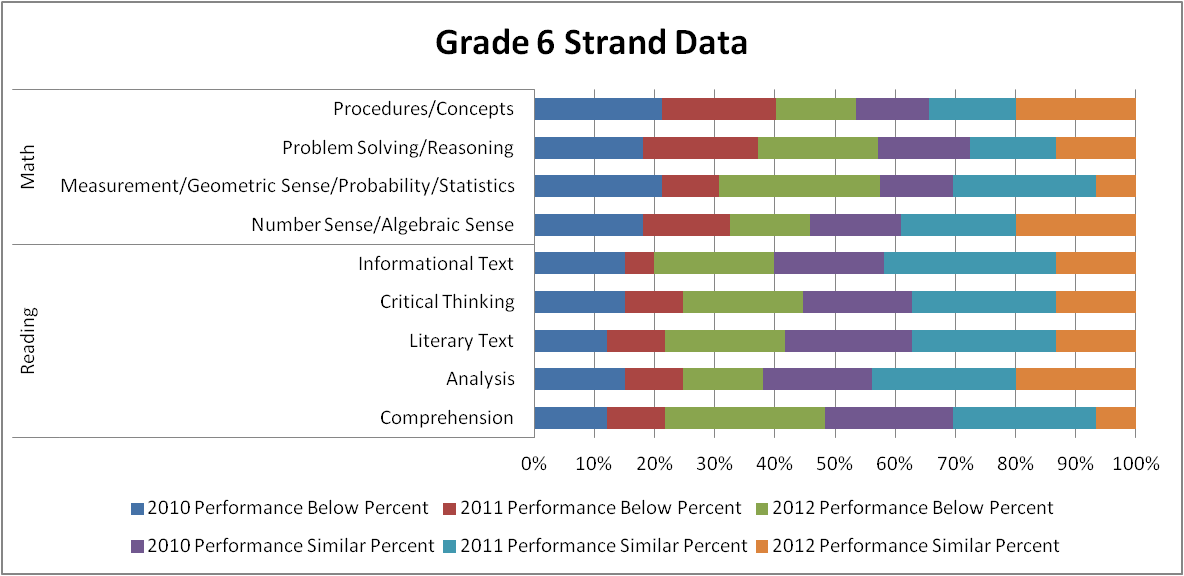 Grade 6 Strand Data
Math
Procedures/Concepts
Problem Solving/Reasoning
Measurement/Geometric Sense/Probability/Statistics
Number Sense/Algebraic Sense
Reading
Informational Text
Critical Thinking
Literary Text
Analysis
Comprehension
0% 10% 20% 30% 40% 50% 60% 70% 80% 90% 100%
2010 Performance Below Percent 2011 Performance Below Percent 2012 Performance Below Percent
2010 Performance Similar Percent 2011 Performance Similar Percent 2012 Performance Similar Percent